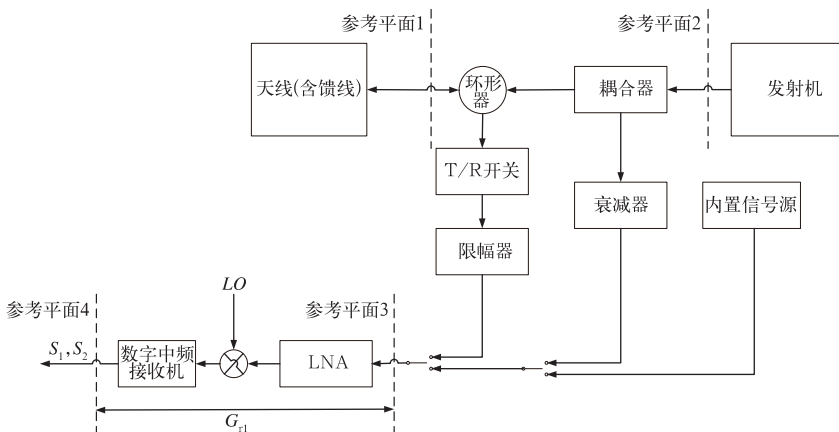 参考平面1
参考平面2
天线(含馈线)
环形
器
耦合器
发射机
T/R开关
衰减器
内置信号源
限幅器
LO
参考平面4
参考平面3
S₁,S₂
数字中频
接收机
LNA
G_{r1}